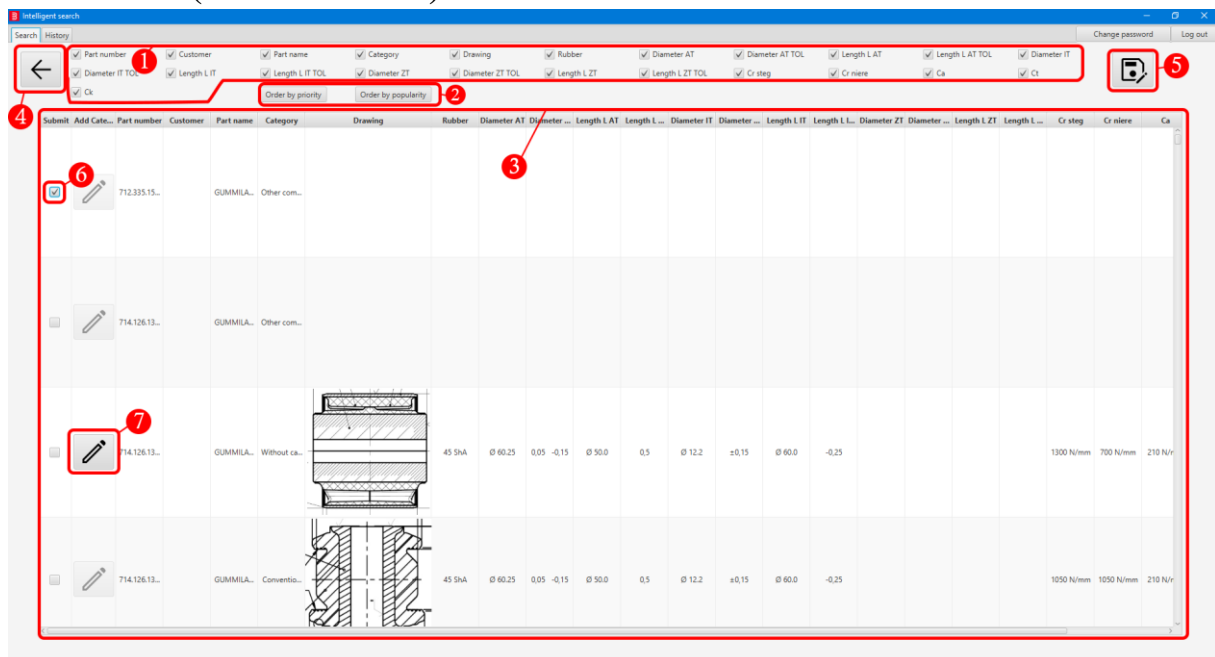 B Intelligent search
Search History Change password Log out
Part number Customer Part name Category Drawing Rubber Diameter AT Diameter AT TOL Length L AT Length L AT TOL Diameter IT
Diameter IT TOL Length L IT Length L IT TOL Diameter ZT Diameter ZT TOL Length L ZT Length L ZT TOL Cr steg Cr niere Ca Ct
Ck Order by priority Order by popularity
1
2
5
4
Submit Add Cate... Part number Customer Part name Category Drawing Rubber Diameter AT Diameter ... Length L AT Length L ... Diameter IT Diameter ... Length L IT Length L I... Diameter ZT Diameter ... Length L ZT Length L ... Cr steg Cr niere Ca
3
6
712.335.15... GUMMILA... Other com...
714.126.13... GUMMILA... Other com...
7
714.126.13... GUMMILA... Without ca... 45 ShA Ø 60.25 0,05 -0,15 Ø 50.0 0,5 Ø 12.2 ±0,15 Ø 60.0 -0,25 1300 N/mm 700 N/mm 210 N/r
714.126.13... GUMMILA... Conventio... 45 ShA Ø 60.25 0,05 -0,15 Ø 50.0 0,5 Ø 12.2 ±0,15 Ø 60.0 -0,25 1050 N/mm 1050 N/mm 210 N/r